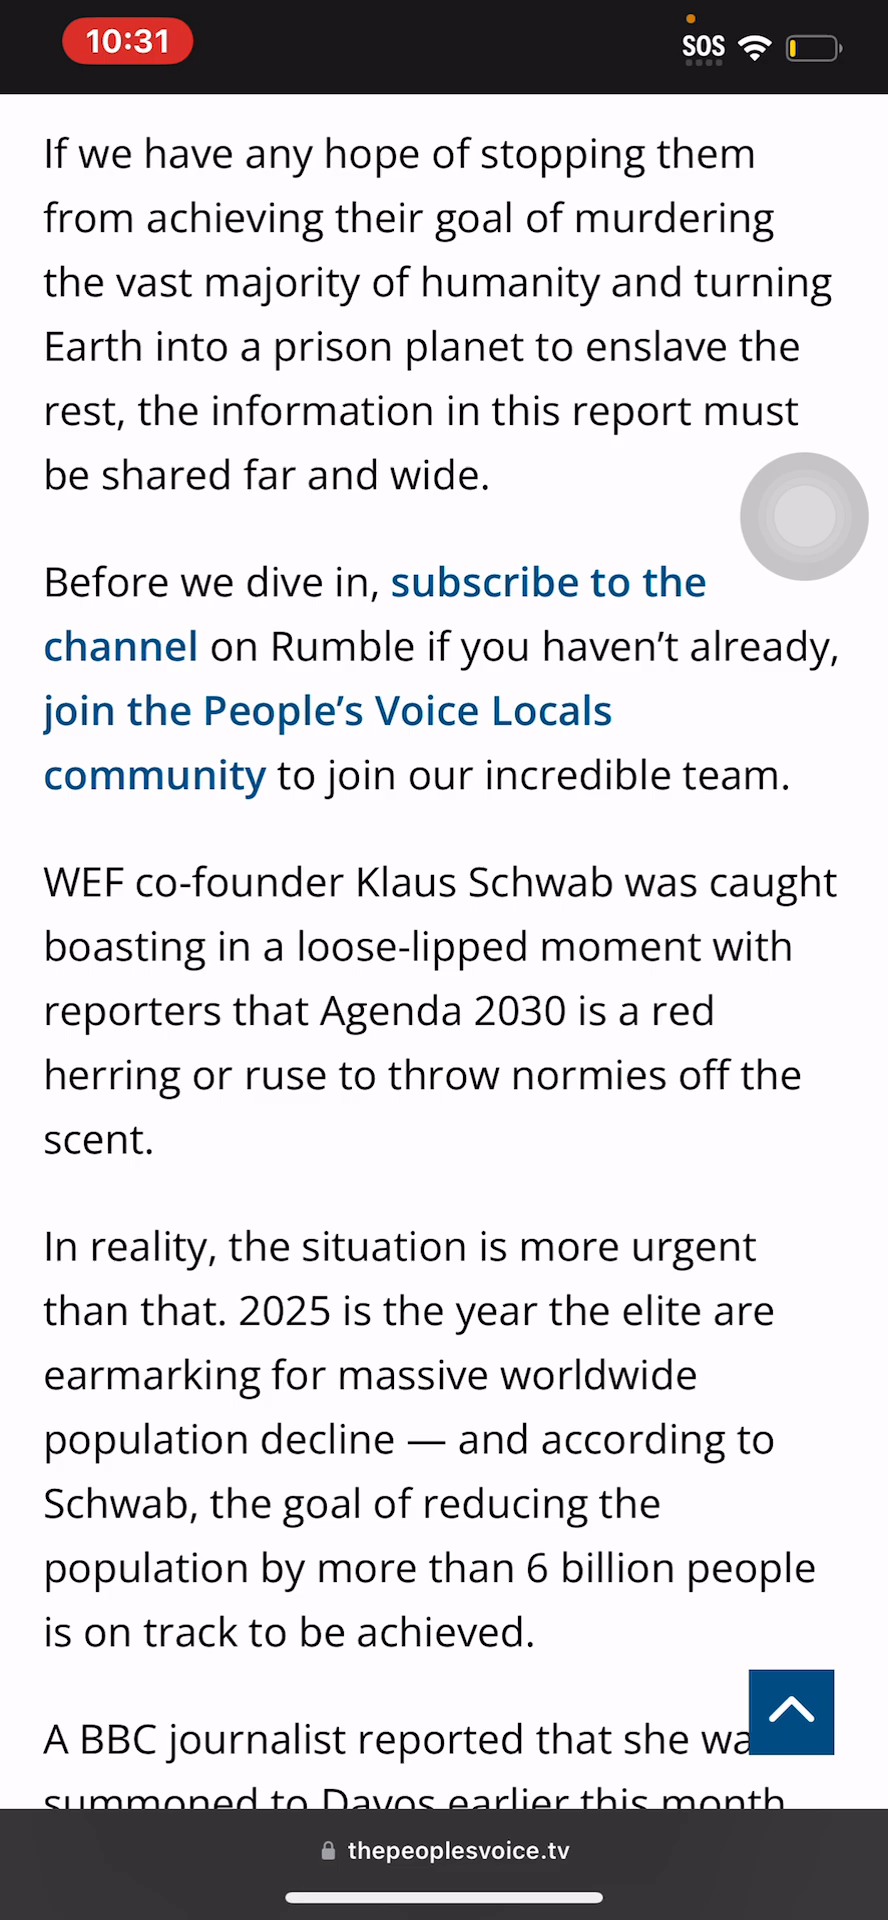 10:31
SOS
If we have any hope of stopping them
from achieving their goal of murdering
the vast majority of humanity and turning
Earth into a prison planet to enslave the
rest, the information in this report must
be shared far and wide.
Before we dive in, subscribe to the
channel on Rumble if you haven’t already,
join the People’s Voice Locals
community to join our incredible team.
WEF co-founder Klaus Schwab was caught
boasting in a loose-lipped moment with
reporters that Agenda 2030 is a red
herring or ruse to throw normies off the
scent.
In reality, the situation is more urgent
than that. 2025 is the year the elite are
earmarking for massive worldwide
population decline — and according to
Schwab, the goal of reducing the
population by more than 6 billion people
is on track to be achieved.
A BBC journalist reported that she wa
summoned to Davos earlier this month
thepeoplesvoice.tv